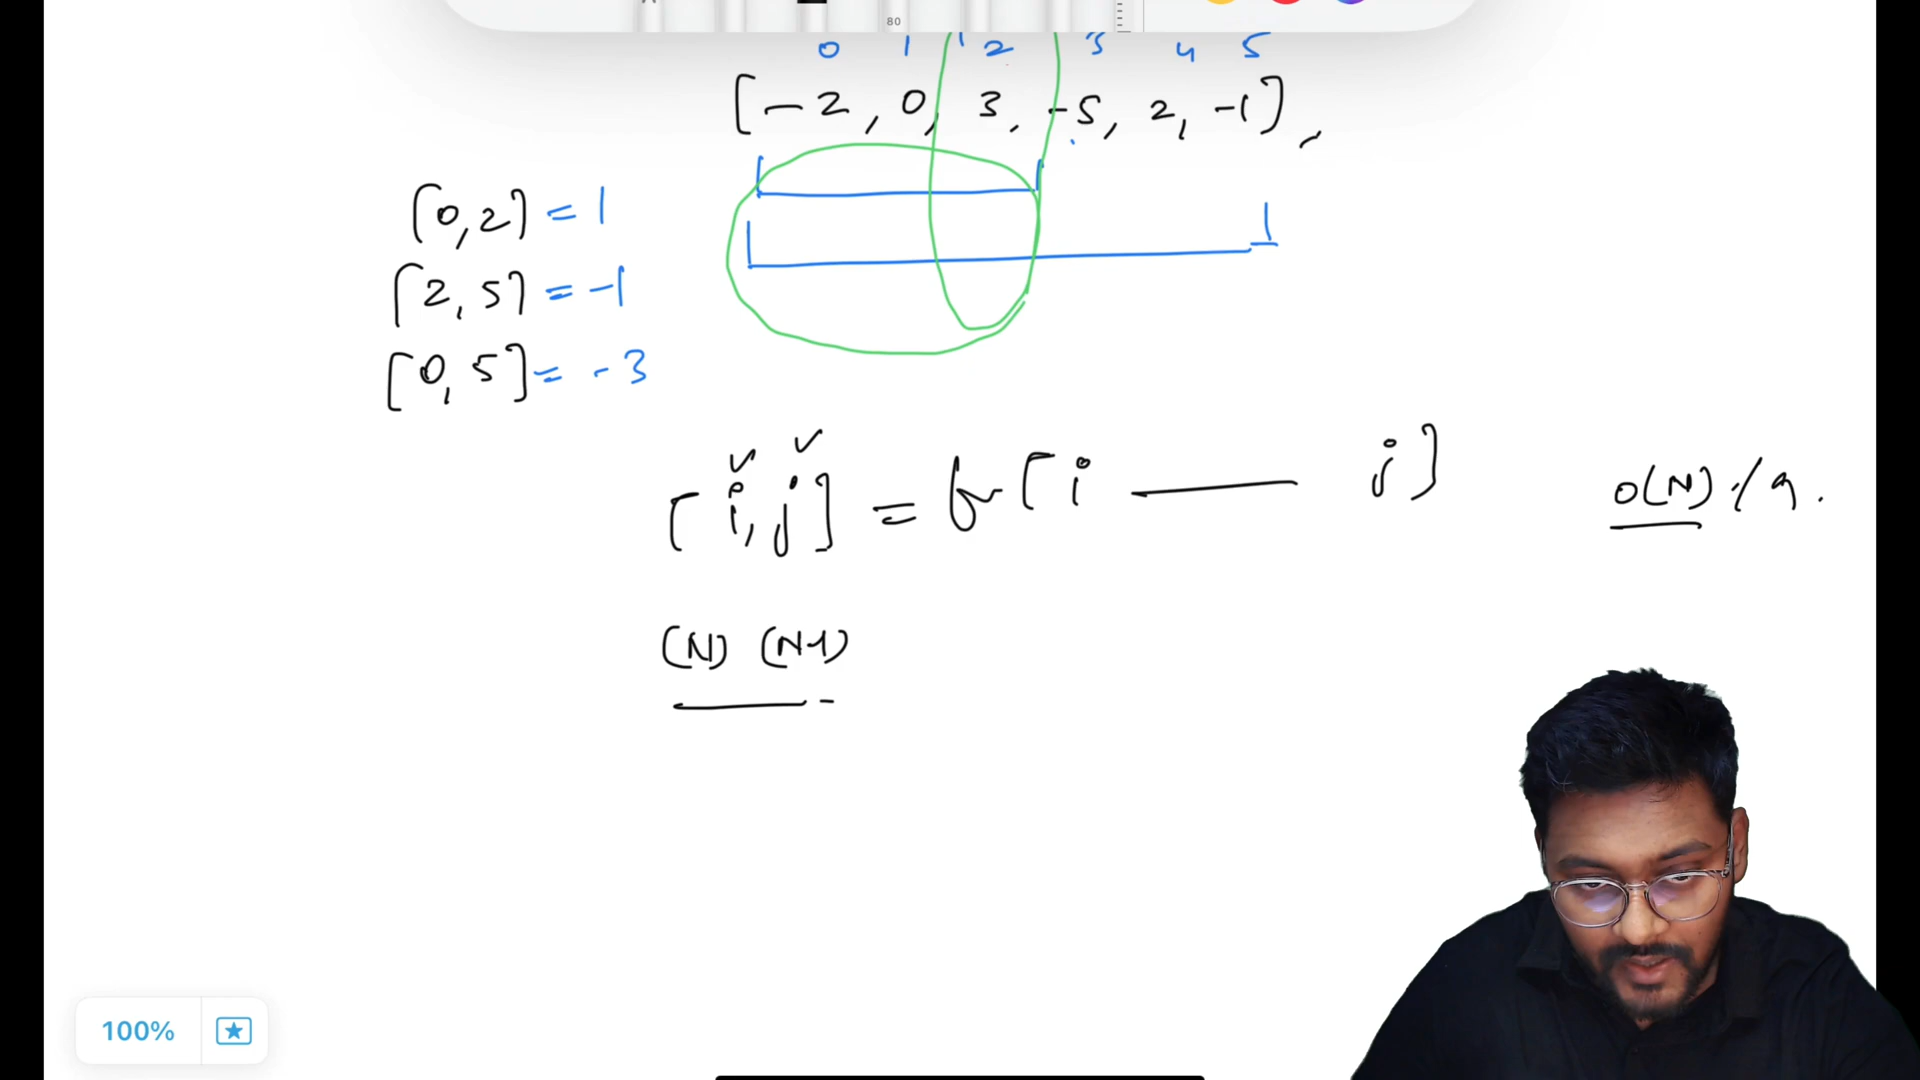 80
0 1 2 3 4 5
[-2, 0, 3, -5, 2, -1],
[0,2] = 1
[2, 5] = -1
[0, 5] = -3
[i, j] = for [i — j]
O(N) / q.
(N) (N+1)
100%